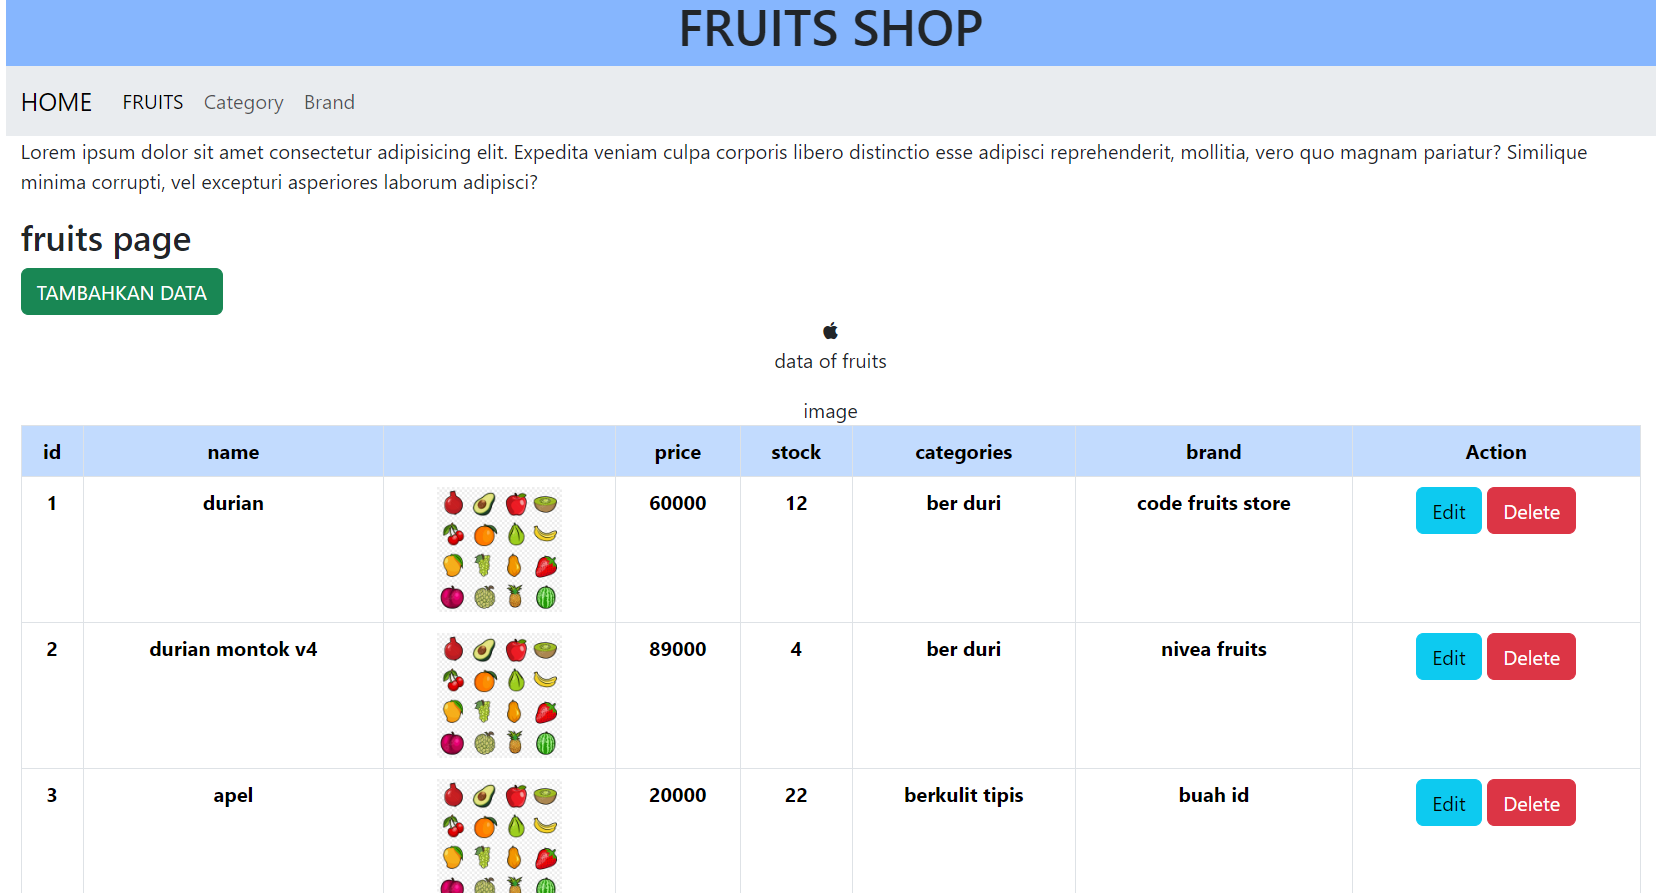 FRUITS SHOP
HOME FRUITS Category Brand
Lorem ipsum dolor sit amet consectetur adipisicing elit. Expedita veniam culpa corporis libero distinctio esse adipisci reprehenderit, mollitia, vero quo magnam pariatur? Similique
minima corrupti, vel excepturi asperiores laborum adipisci?
fruits page
TAMBAHKAN DATA
data of fruits
image
id name price stock categories brand Action
1 durian 60000 12 ber duri code fruits store Edit Delete
2 durian montok v4 89000 4 ber duri nivea fruits Edit Delete
3 apel 20000 22 berkulit tipis buah id Edit Delete